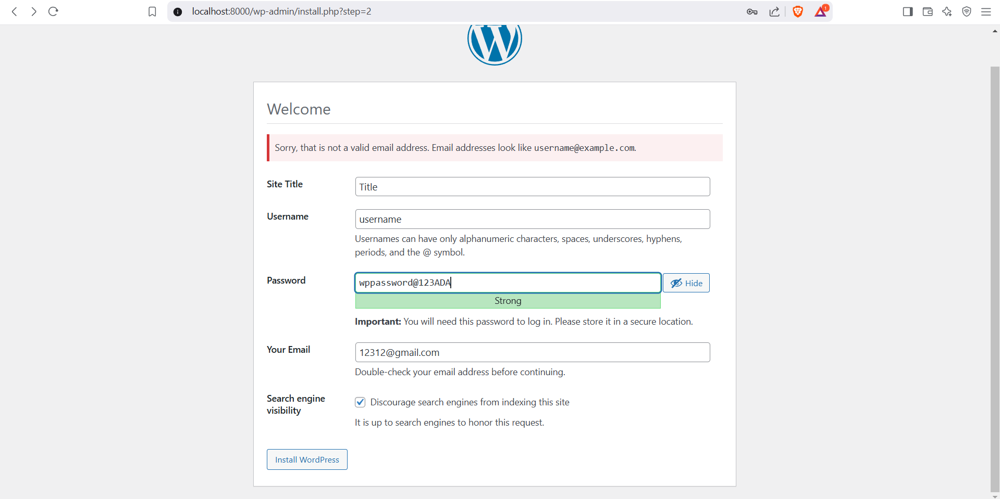 localhost:8000/wp-admin/install.php?step=2
1
Welcome
Sorry, that is not a valid email address. Email addresses look like username@example.com.
Site Title
Title
Username
username
Usernames can have only alphanumeric characters, spaces, underscores, hyphens,
periods, and the @ symbol.
Password
wppassword@123ADA
Hide
Strong
Important: You will need this password to log in. Please store it in a secure location.
Your Email
12312@gmail.com
Double-check your email address before continuing.
Search engine
visibility
Discourage search engines from indexing this site
It is up to search engines to honor this request.
Install WordPress